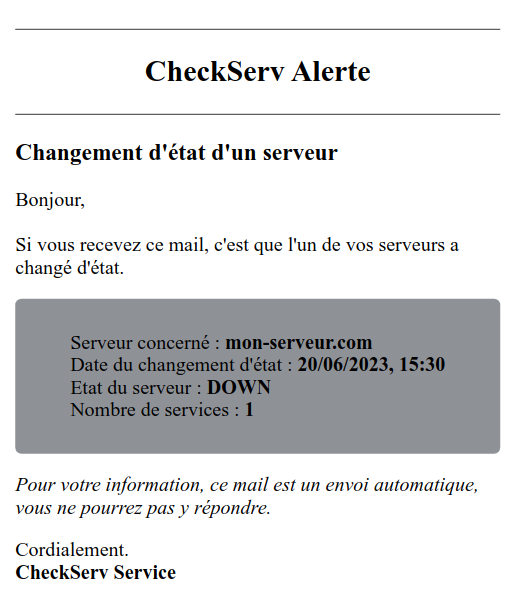 CheckServ Alerte
Changement d'état d'un serveur
Bonjour,
Si vous recevez ce mail, c'est que l'un de vos serveurs a
changé d'état.
Serveur concerné : mon-serveur.com
Date du changement d'état : 20/06/2023, 15:30
Etat du serveur : DOWN
Nombre de services : 1
Pour votre information, ce mail est un envoi automatique,
vous ne pourrez pas y répondre.
Cordialement.
CheckServ Service